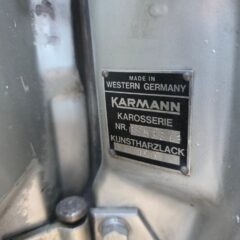 MADE IN
WESTERN GERMANY
KARMANN
KAROSSERIE
NR.
KUNSTHARZLACK